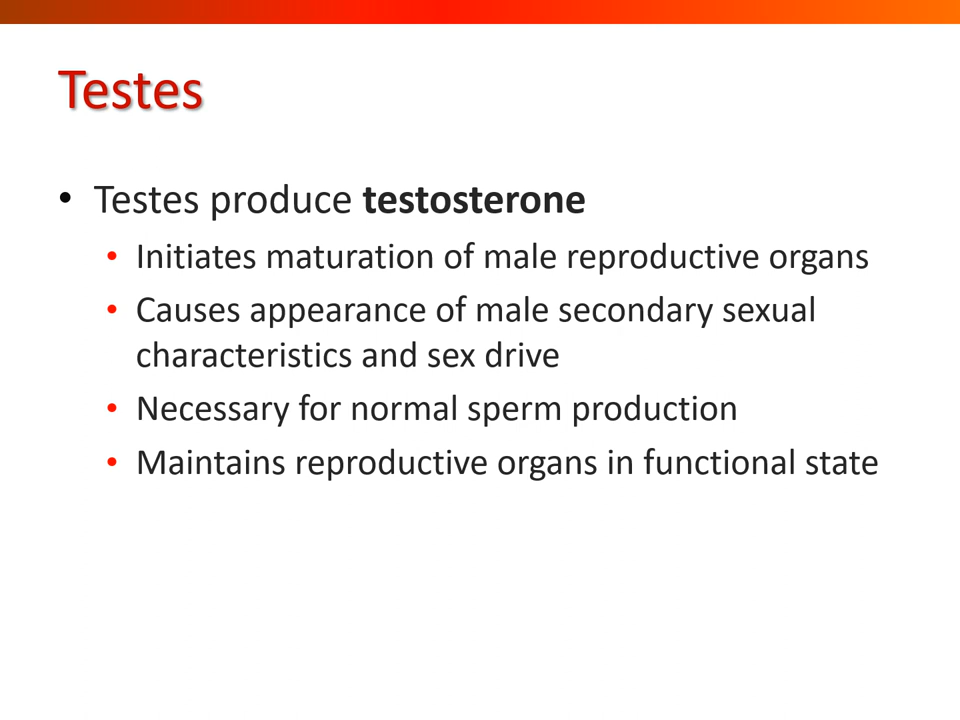 Testes
• Testes produce testosterone
• Initiates maturation of male reproductive organs
• Causes appearance of male secondary sexual
characteristics and sex drive
• Necessary for normal sperm production
• Maintains reproductive organs in functional state